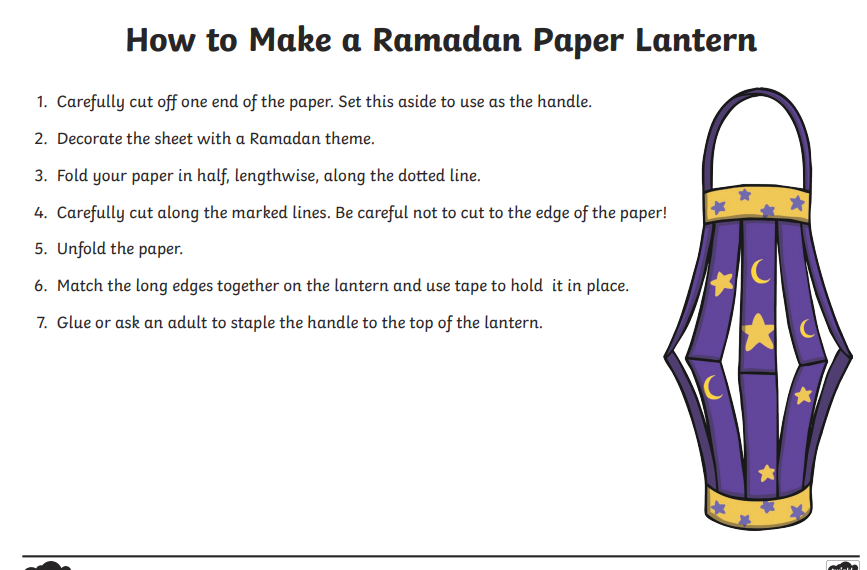 How to Make a Ramadan Paper Lantern
1. Carefully cut off one end of the paper. Set this aside to use as the handle.
2. Decorate the sheet with a Ramadan theme.
3. Fold your paper in half, lengthwise, along the dotted line.
4. Carefully cut along the marked lines. Be careful not to cut to the edge of the paper!
5. Unfold the paper.
6. Match the long edges together on the lantern and use tape to hold  it in place.
7. Glue or ask an adult to staple the handle to the top of the lantern.